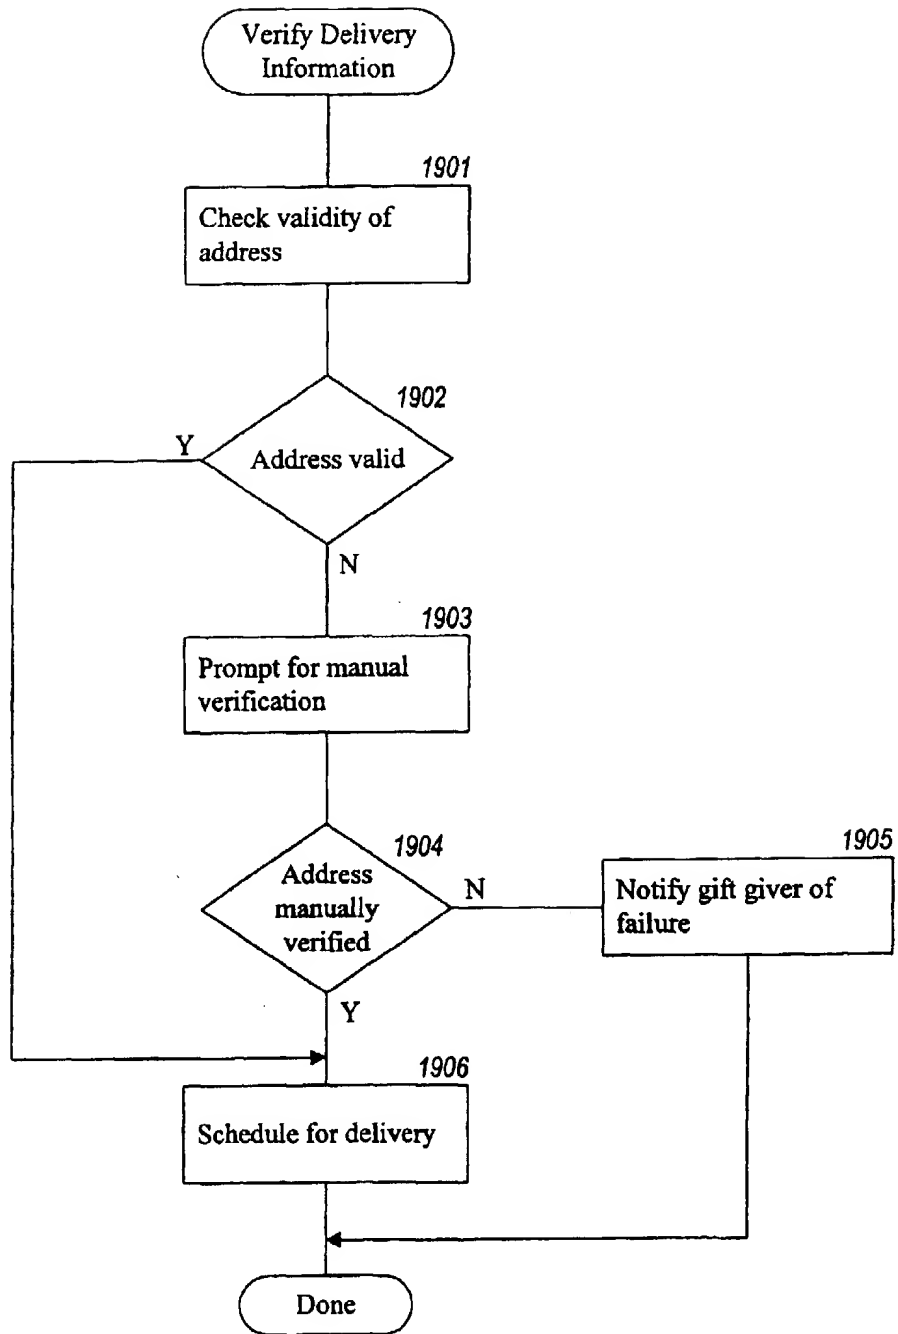 Verify Delivery
Information
1901
Check validity of
address
1902
Y
Address valid
N
1903
Prompt for manual
verification
1904
Address
manually
verified
N
1905
Notify gift giver of
failure
Y
1906
Schedule for delivery
Done